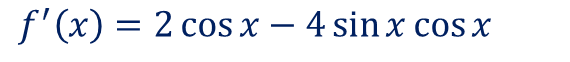 f′(x) = 2 cos x − 4 sin x cos x